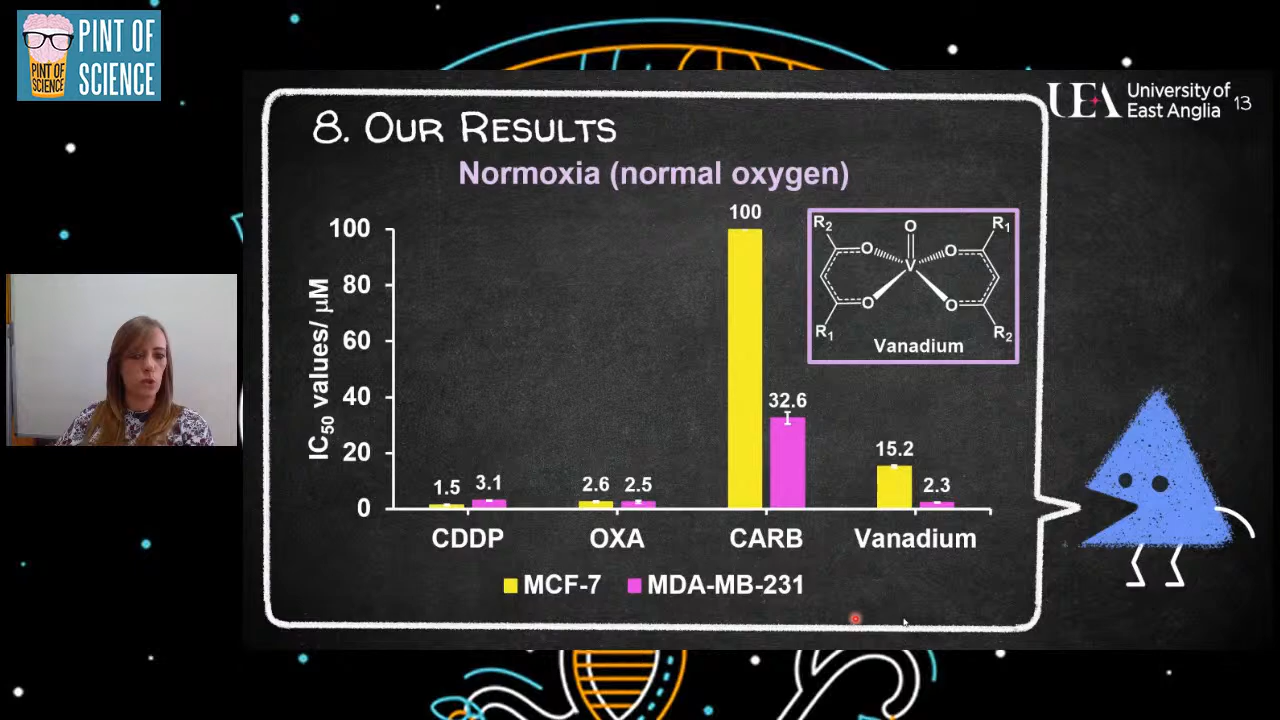 PINT OF
SCIENCE
PINT OF
SCIENCE
UEA University of
East Anglia
13
8. OUR RESULTS
Normoxia (normal oxygen)
IC50 values/ μM
100
80
60
40
20
0
1.5
3.1
2.6
2.5
100
32.6
15.2
2.3
CDDP
OXA
CARB
Vanadium
MCF-7
MDA-MB-231
R2
O
R1
O
V
O
O
O
R1
R2
Vanadium